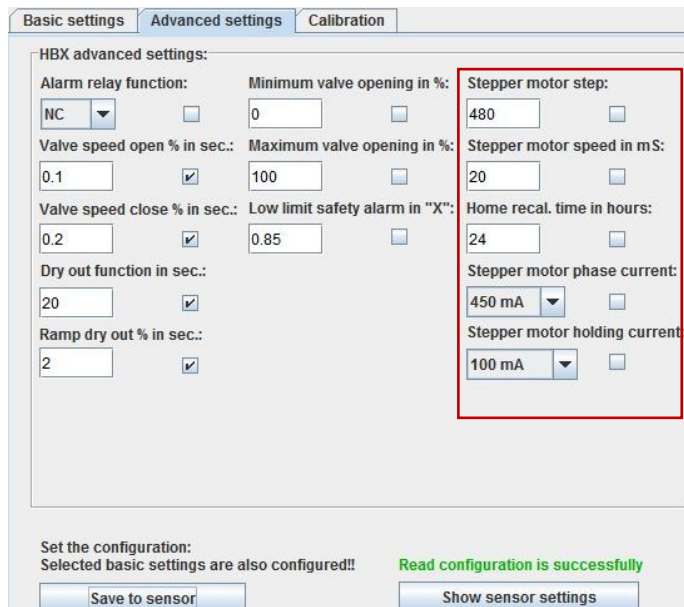 Basic settings Advanced settings Calibration
HBX advanced settings:
Alarm relay function: Minimum valve opening in %: Stepper motor step:
NC 0 480
Valve speed open % in sec.: Maximum valve opening in %: Stepper motor speed in mS:
0.1 100 20
Valve speed close % in sec.: Low limit safety alarm in "X": Home recal. time in hours:
0.2 0.85 24
Dry out function in sec.: Stepper motor phase current:
20 450 mA
Ramp dry out % in sec.: Stepper motor holding current:
2 100 mA
Set the configuration:
Selected basic settings are also configured!! Read configuration is successfully
Save to sensor Show sensor settings